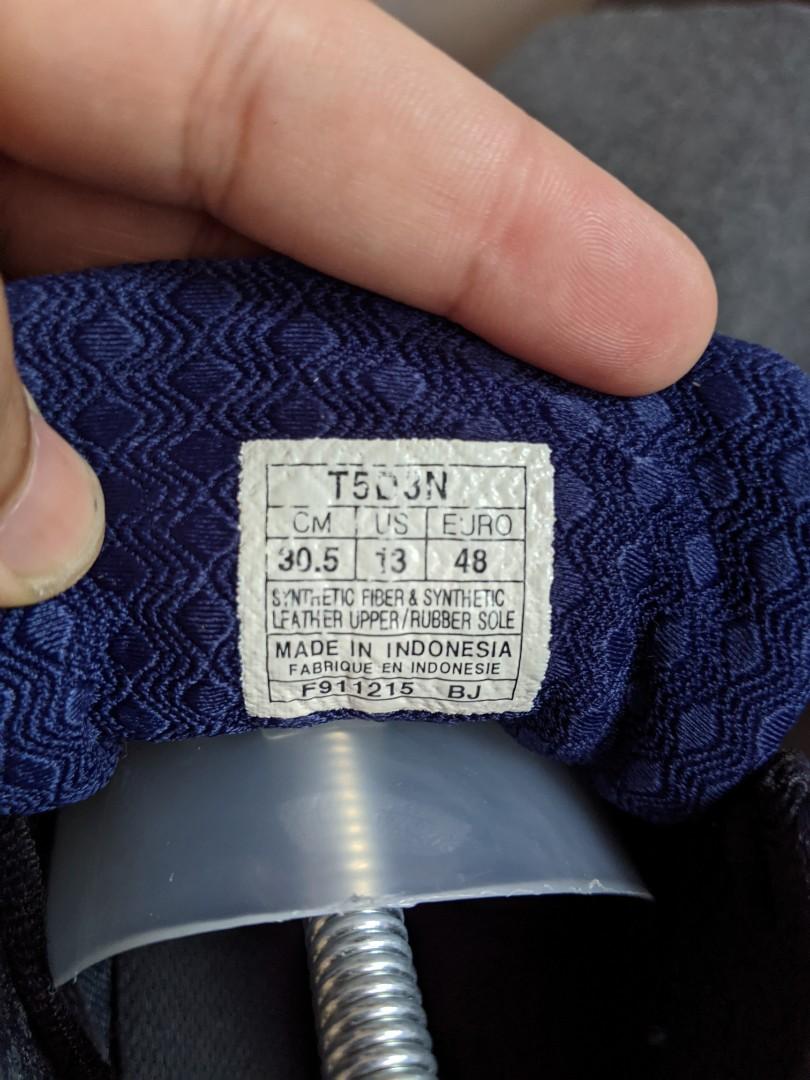 T5D3N
CM US EURO
30.5 13 48
SYNTHETIC FIBER & SYNTHETIC
LEATHER UPPER/RUBBER SOLE
MADE IN INDONESIA
FABRIQUE EN INDONESIE
F911215 BJ